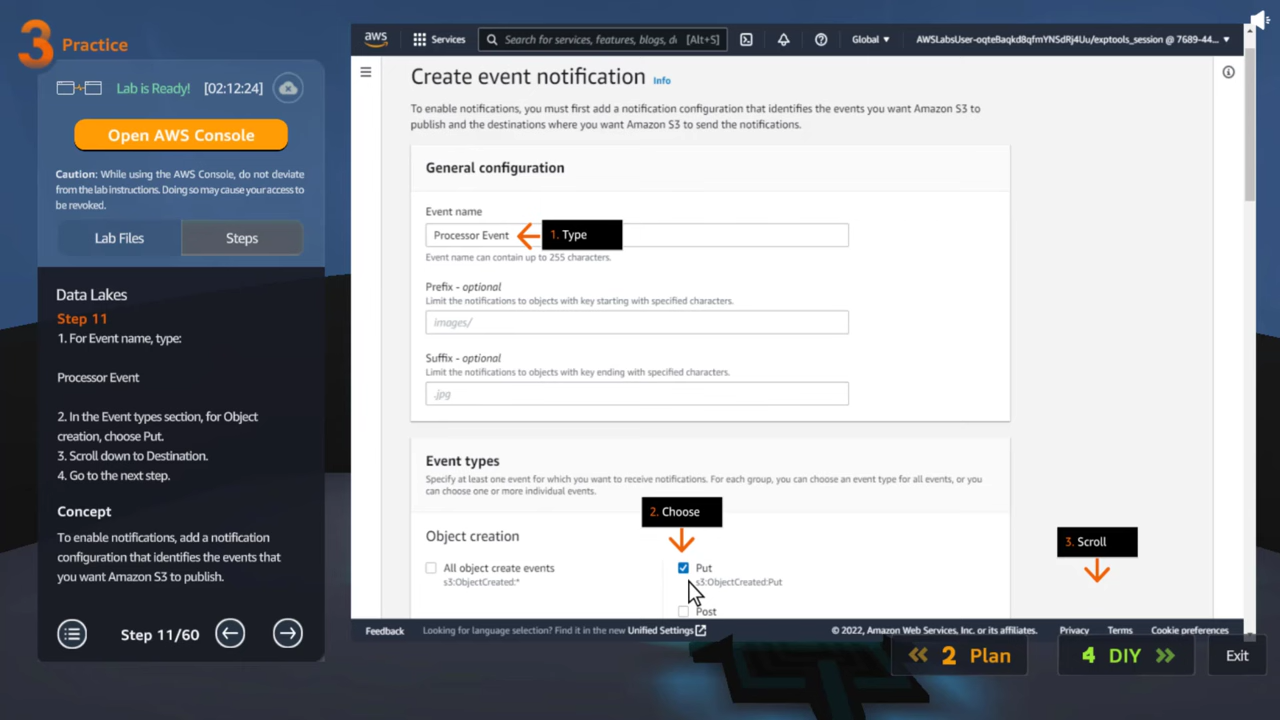 3 Practice
Lab is Ready! [02:12:24]
Open AWS Console
Caution: While using the AWS Console, do not deviate
from the lab instructions. Doing so may cause your access to
be revoked.
Lab Files
Steps
Data Lakes
Step 11
1. For Event name, type:
Processor Event
2. In the Event types section, for Object
creation, choose Put.
3. Scroll down to Destination.
4. Go to the next step.
Concept
To enable notifications, add a notification
configuration that identifies the events that
you want Amazon S3 to publish.
Step 11/60
aws
Services
Search for services, features, blogs, d [Alt+S]
Global
Create event notification Info
To enable notifications, you must first add a notification configuration that identifies the events you want Amazon S3 to
publish and the destinations where you want Amazon S3 to send the notifications.
General configuration
Event name
Processor Event
1. Type
Event name can contain up to 255 characters.
Prefix - optional
Limit the notifications to objects with key starting with specified characters.
images/
Suffix - optional
Limit the notifications to objects with key ending with specified characters.
.jpg
Event types
Specify at least one event for which you want to receive notifications. For each group, you can choose an event type for all events, or you
can choose one or more individual events.
2. Choose
Object creation
3. Scroll
All object create events
s3:ObjectCreated:*
Put
s3:ObjectCreated:Put
Post
Feedback
Looking for language selection? Find it in the new Unified Settings
© 2022, Amazon Web Services, Inc. or its affiliates.
Privacy
Terms
Cookie preferences
2 Plan
4 DIY
Exit